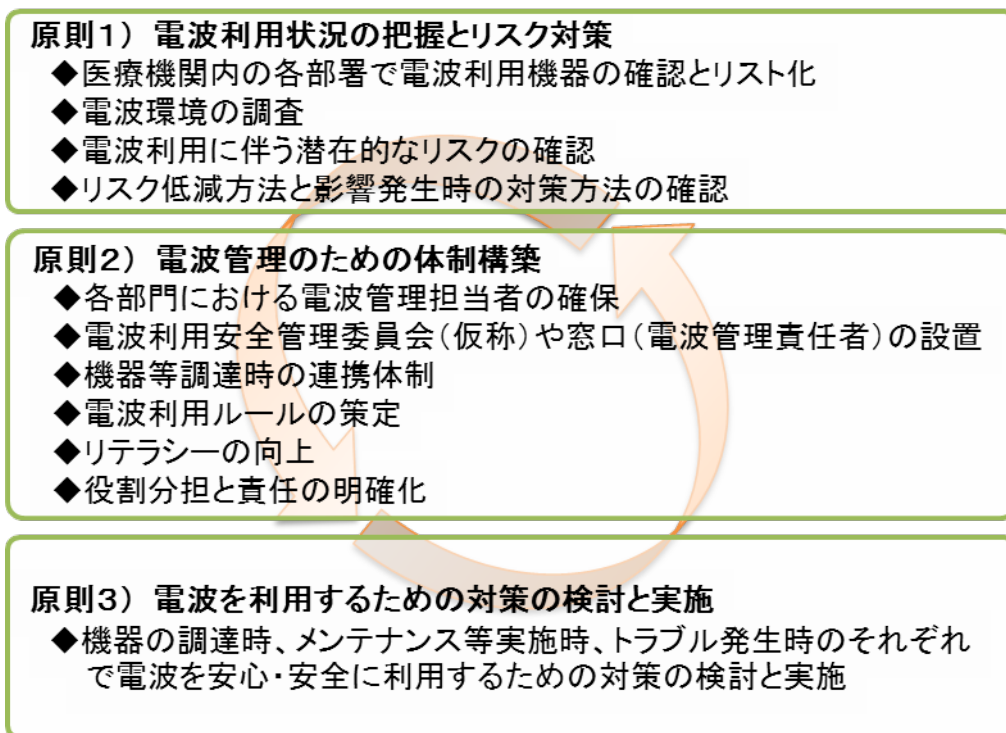 原則1） 電波利用状況の把握とリスク対策
◆医療機関内の各部署で電波利用機器の確認とリスト化
◆電波環境の調査
◆電波利用に伴う潜在的なリスクの確認
◆リスク低減方法と影響発生時の対策方法の確認
原則2） 電波管理のための体制構築
◆各部門における電波管理担当者の確保
◆電波利用安全管理委員会（仮称）や窓口（電波管理責任者）の設置
◆機器等調達時の連携体制
◆電波利用ルールの策定
◆リテラシーの向上
◆役割分担と責任の明確化
原則3） 電波を利用するための対策の検討と実施
◆機器の調達時、メンテナンス等実施時、トラブル発生時のそれぞれ
で電波を安心・安全に利用するための対策の検討と実施